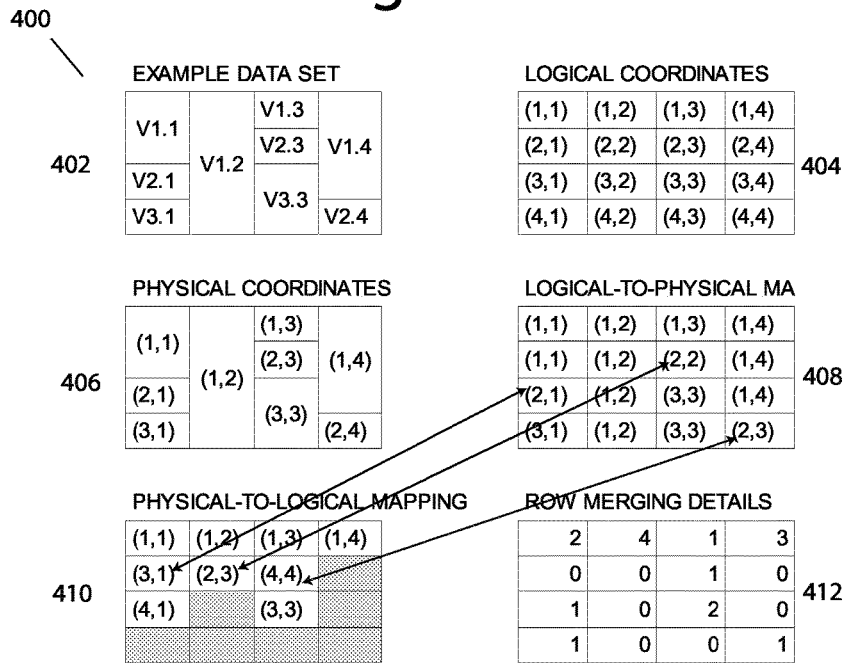 400
EXAMPLE DATA SET
V1.1 V1.2 V1.3 V1.4
V2.3
402
V2.1 V3.3
V3.1 V2.4
LOGICAL COORDINATES
(1,1) (1,2) (1,3) (1,4)
(2,1) (2,2) (2,3) (2,4)
404
(3,1) (3,2) (3,3) (3,4)
(4,1) (4,2) (4,3) (4,4)
PHYSICAL COORDINATES
(1,1) (1,2) (1,3) (1,4)
(2,3)
406
(2,1) (3,3)
(3,1) (2,4)
LOGICAL-TO-PHYSICAL MA
(1,1) (1,2) (1,3) (1,4)
(1,1) (1,2) (2,2) (1,4)
408
(2,1) (1,2) (3,3) (1,4)
(3,1) (1,2) (3,3) (2,3)
PHYSICAL-TO-LOGICAL MAPPING
(1,1) (1,2) (1,3) (1,4)
(3,1) (2,3) (4,4)
410
(4,1) (3,3)
ROW MERGING DETAILS
2 4 1 3
0 0 1 0
412
1 0 2 0
1 0 0 1